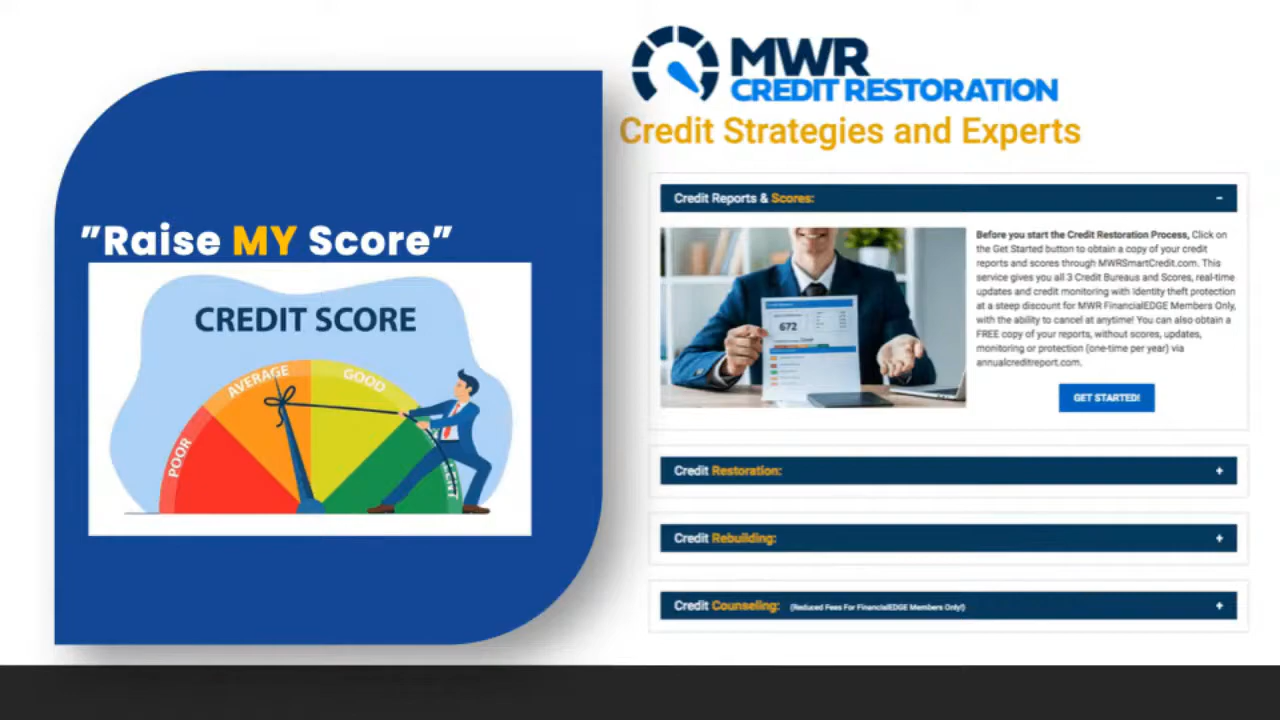 MWR
CREDIT RESTORATION
Credit Strategies and Experts
”Raise MY Score”
CREDIT SCORE
POOR
AVERAGE
GOOD
Credit Reports & Scores:
672
Before you start the Credit Restoration Process, Click on
the Get Started button to obtain a copy of your credit
reports and scores through MWRSmartCredit.com. This
service gives you all 3 Credit Bureaus and Scores, real-time
updates and credit monitoring with Identity theft protection
at a steep discount for MWR FinancialEDGE Members Only,
with the ability to cancel at anytime! You can also obtain a
FREE copy of your reports, without scores, updates,
monitoring or protection (one-time per year) via
annualcreditreport.com.
GET STARTED!
Credit Restoration:
Credit Rebuilding:
Credit Counseling: (Reduced Fees For FinancialEDGE Members Only!)